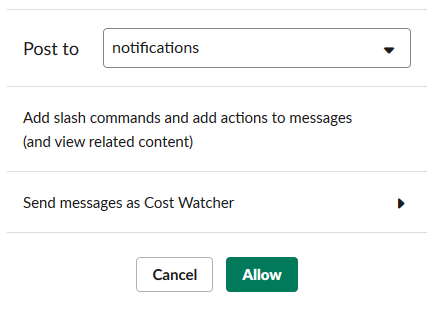 Post to notifications
Add slash commands and add actions to messages
(and view related content)
Send messages as Cost Watcher
Cancel Allow